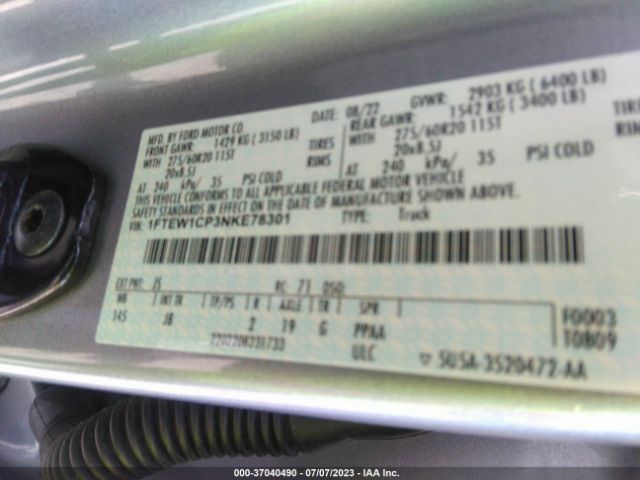 MFD. BY FORD MOTOR CO.
08/22 GVWR: 2903 KG ( 6400 LB)
FRONT GAWR: 1429 KG ( 3150 LB)
REAR GAWR: 1542 KG ( 3400 LB)
WITH 275/60R20 115T TIRES WITH 275/60R20 115T TIRES
20x8.5J RIMS 20x8.5J RIMS
AT 240 kPa/ 35 PSI COLD AT 240 kPa/ 35 PSI COLD
THIS VEHICLE CONFORMS TO ALL APPLICABLE FEDERAL MOTOR VEHICLE
SAFETY STANDARDS IN EFFECT ON THE DATE OF MANUFACTURE SHOWN ABOVE.
VIN: 1FTEW1CP3NKE78301 TYPE: Truck
EXT PNT: JS RC: 71 DSO:
WB INT TR TP/PS R AXLE TR SPR
145 JB 2 19 G PPAA
F0003
T0809
ULC
5U5A-3520472-AA
000-37040490 - 07/07/2023 - IAA Inc.